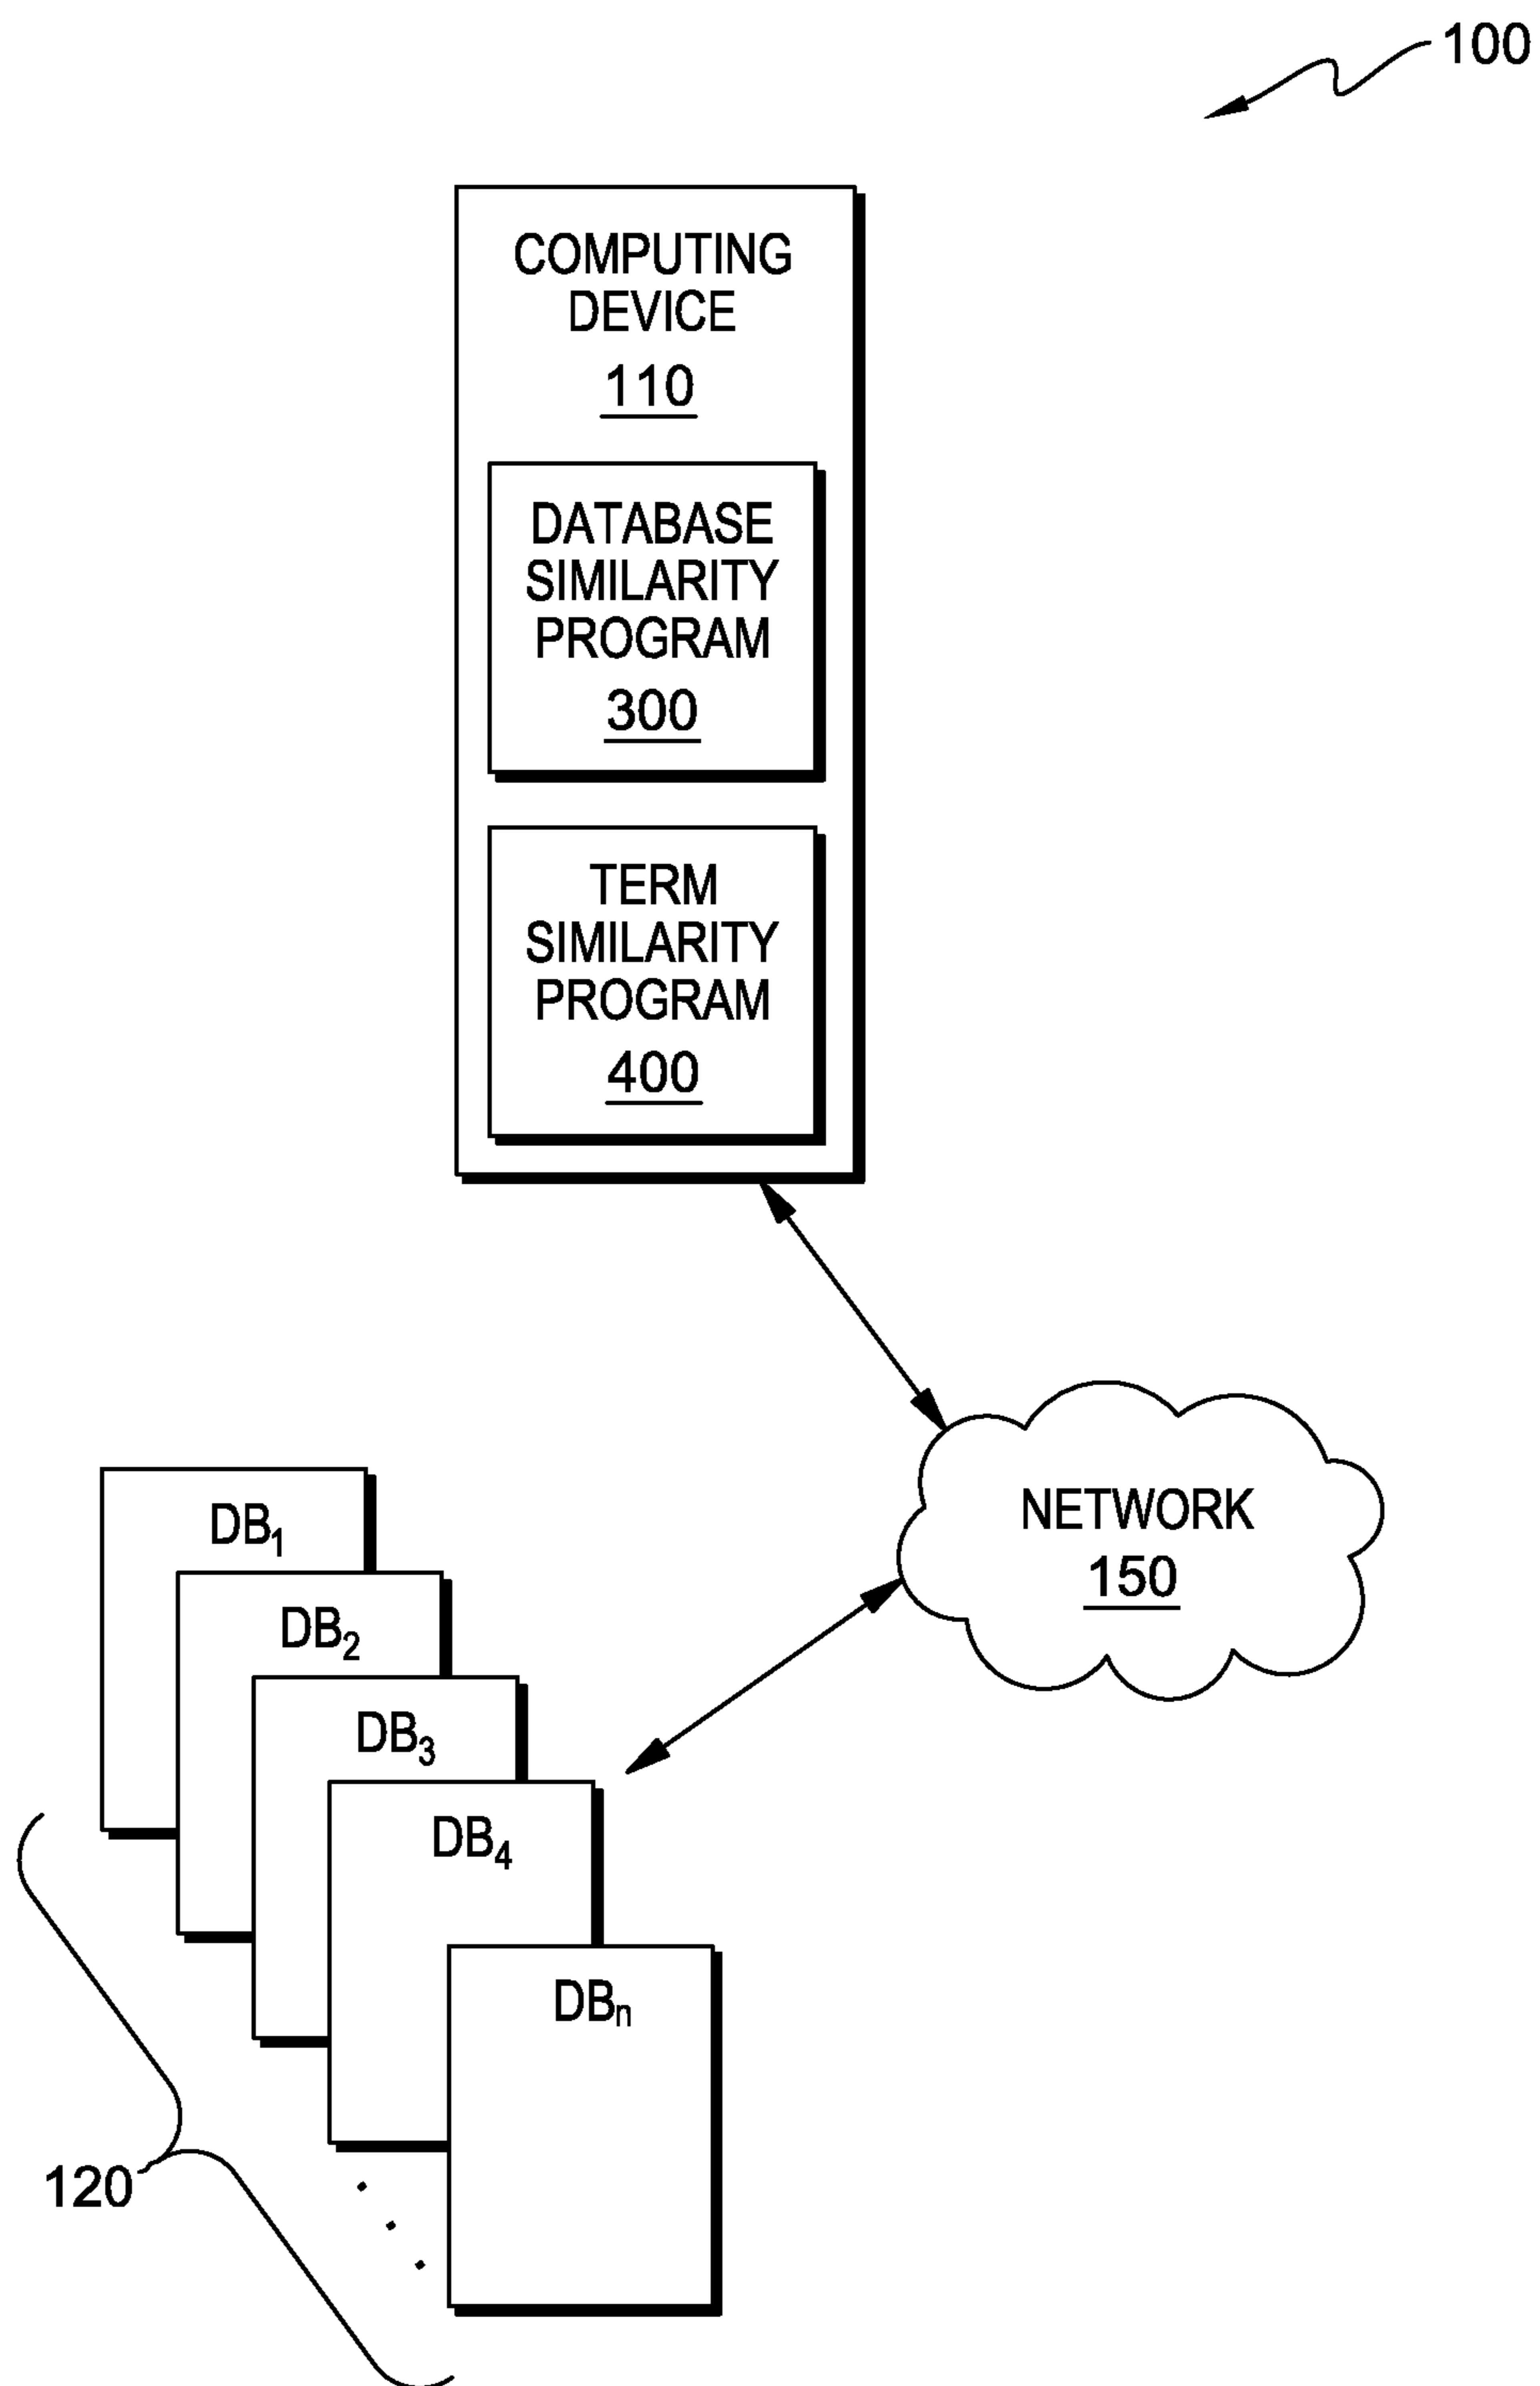 100
COMPUTING
DEVICE
110
DATABASE
SIMILARITY
PROGRAM
300
TERM
SIMILARITY
PROGRAM
400
NETWORK
150
DB1
DB2
DB3
DB4
DBn
120